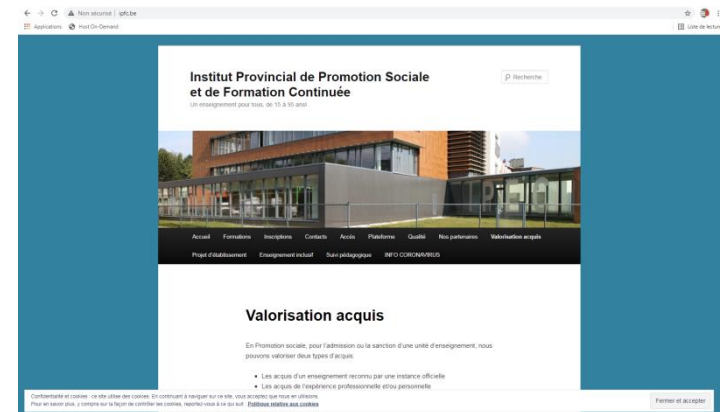 Non sécurisé | ipfc.be
Applications Host On-Demand Liste de lecture
Institut Provincial de Promotion Sociale
et de Formation Continuée
Recherche
Un enseignement pour tous, de 15 à 95 ans!
Accueil Formations Inscriptions Contacts Accès Plateforme Qualité Nos partenaires Valorisation acquis
Projet d'établissement Enseignement inclusif Suivi pédagogique INFO CORONAVIRUS
Valorisation acquis
En Promotion sociale, pour l'admission ou la sanction d'une unité d'enseignement, nous
pouvons valoriser deux types d'acquis:
Les acquis d'un enseignement reconnu par une instance officielle
Les acquis de l'expérience professionnelle et/ou personnelle
Confidentialité et cookies : ce site utilise des cookies. En continuant à naviguer sur ce site, vous acceptez que nous en utilisions.
Pour en savoir plus, y compris sur la façon de contrôler les cookies, reportez-vous à ce qui suit : Politique relative aux cookies
Fermer et accepter